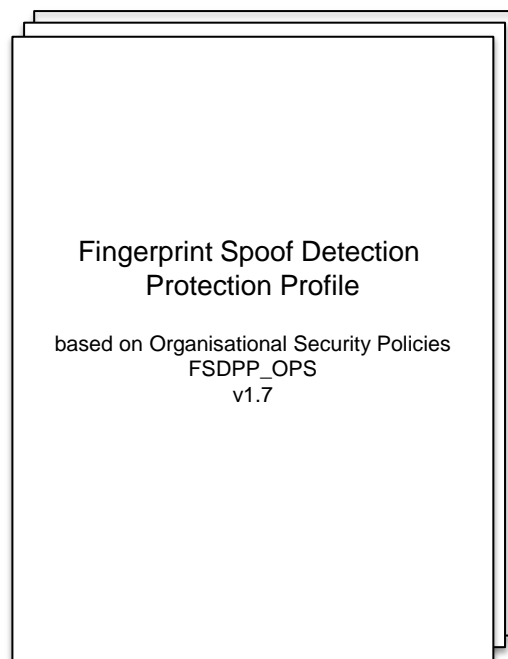 Fingerprint Spoof Detection
Protection Profile
based on Organisational Security Policies
FSDPP_OPS
v1.7